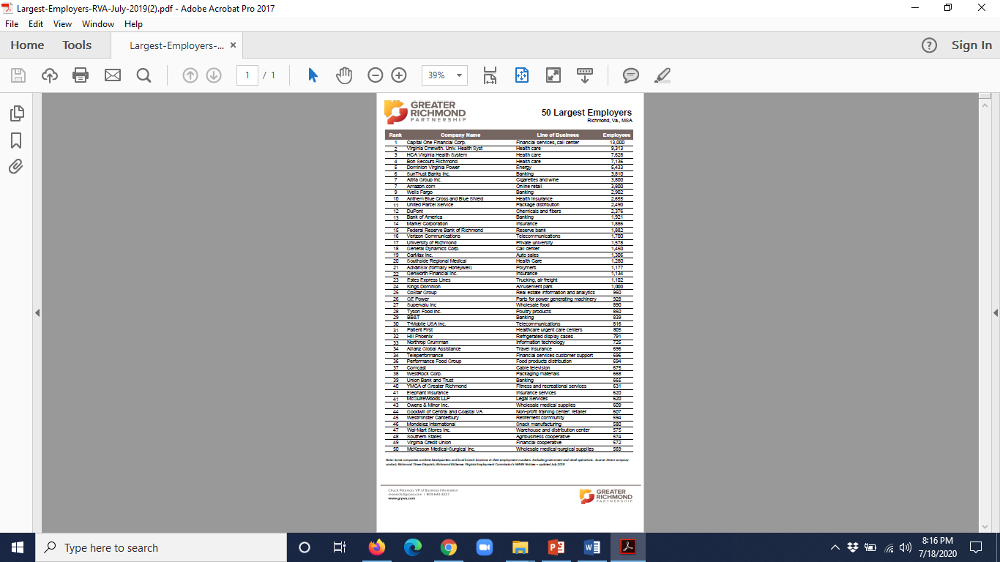 Largest-Employers-RVA-July-2019(2).pdf - Adobe Acrobat Pro 2017
File Edit View Window Help
Home Tools Largest-Employers-... × Sign In
1 / 1 39%
GREATER
RICHMOND
PARTNERSHIP
50 Largest Employers
Richmond, Va., MSA
Rank Company Name Line of Business Employees
1 Capital One Financial Corp. Financial services, call center 13,000
2 Virginia Cmnwlth. Univ. Health Syst Health care 9,313
3 HCA Virginia Health System Health care 7,628
4 Bon Secours Richmond Health care 7,136
5 Dominion Virginia Power Energy 5,433
6 SunTrust Banks Inc. Banking 3,810
7 Altria Group Inc. Cigarettes and wine 3,800
7 Amazon.com Online retail 3,800
9 Wells Fargo Banking 2,902
10 Anthem Blue Cross and Blue Shield Health insurance 2,655
11 United Parcel Service Package distribution 2,490
12 DuPont Chemicals and fibers 2,376
13 Bank of America Banking 1,921
14 Markel Corporation Insurance 1,886
15 Federal Reserve Bank of Richmond Reserve bank 1,882
16 Verizon Communications Telecommunications 1,700
17 University of Richmond Private university 1,578
18 General Dynamics Corp. Call center 1,450
19 CarMax Inc. Auto sales 1,306
20 Southside Regional Medical Health Care 1,280
21 AdvanSix (formally Honeywell) Polymers 1,177
22 Genworth Financial Inc. Insurance 1,134
23 Estes Express Lines Trucking, air freight 1,102
24 Kings Dominion Amusement park 1,000
25 CoStar Group Real estate information and analytics 950
26 GE Power Parts for power generating machinery 928
27 Supervalu Inc Wholesale food 890
28 Tyson Food Inc. Poultry products 850
29 BB&T Banking 839
30 T-Mobile USA Inc. Telecommunications 816
31 Patient First Healthcare urgent care centers 805
32 Hill Phoenix Refrigerated display cases 791
33 Northrop Grumman Information technology 725
34 Allianz Global Assistance Travel insurance 696
34 Teleperformance Financial services customer support 696
36 Performance Food Group Food products distribution 694
37 Comcast Cable television 675
38 WestRock Corp. Packaging materials 668
39 Union Bank and Trust Banking 665
40 YMCA of Greater Richmond Fitness and recreational services 631
41 Elephant Insurance Insurance services 620
41 McGuireWoods LLP Legal Services 620
43 Owens & Minor Inc. Wholesale medical supplies 609
44 Goodwill of Central and Coastal VA Non-profit training center; retailer 607
45 Westminster Canterbury Retirement community 594
46 Mondelez International Snack manufacturing 580
47 Wal-Mart Stores Inc. Warehouse and distribution center 575
48 Southern States Agribusiness cooperative 574
49 Virginia Credit Union Financial cooperative 572
50 McKesson Medical-Surgical Inc. Wholesale medical-surgical supplies 569
Note: Some companies combine headquarters and local branch locations in their employment numbers. Excludes government and retail operations. Source: Direct company
contact; Richmond Times-Dispatch; Richmond BizSense; Virginia Employment Commission's WARN Notices – updated July 2019
Chuck Peterson, VP of Business Information
research@grpva.com | 804-643-3227
www.grpva.com
GREATER
RICHMOND
PARTNERSHIP
Type here to search
8:16 PM
7/18/2020